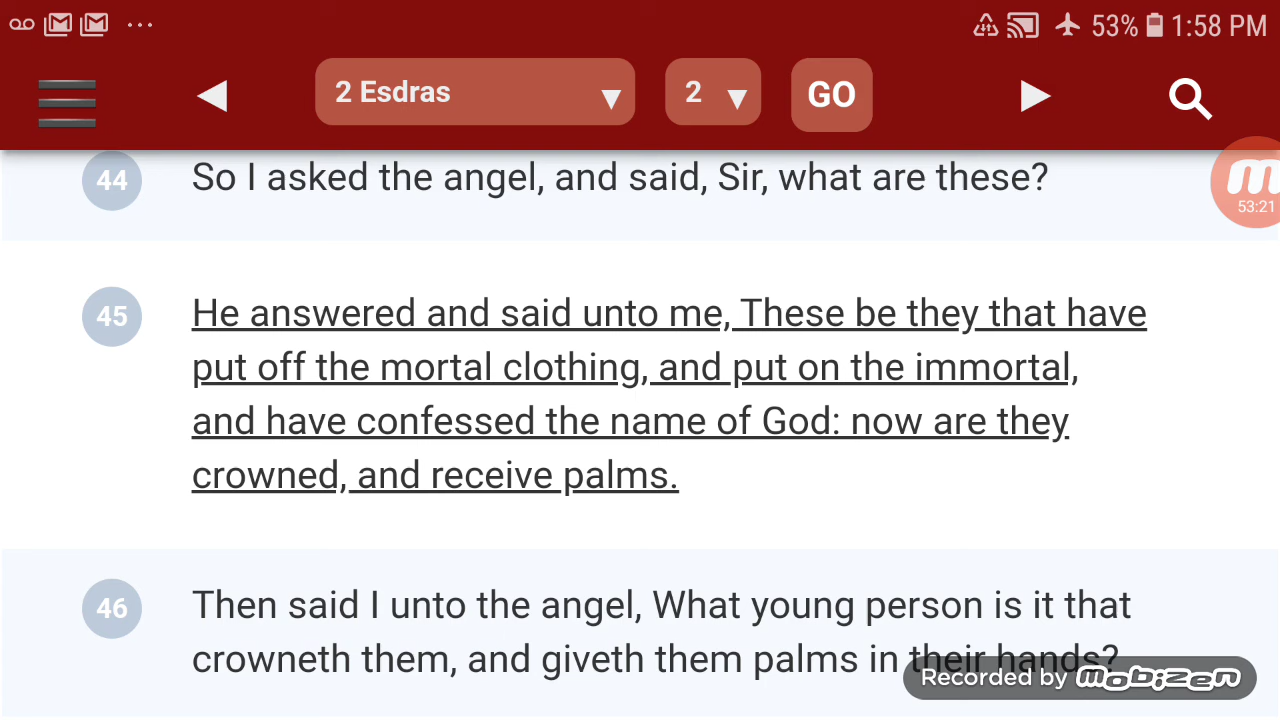 53% 1:58 PM
2 Esdras 2 GO
44 So I asked the angel, and said, Sir, what are these?
53:21
45 He answered and said unto me, These be they that have
put off the mortal clothing, and put on the immortal,
and have confessed the name of God: now are they
crowned, and receive palms.
46 Then said I unto the angel, What young person is it that
crowneth them, and giveth them palms in their hands?
Recorded by mobizen